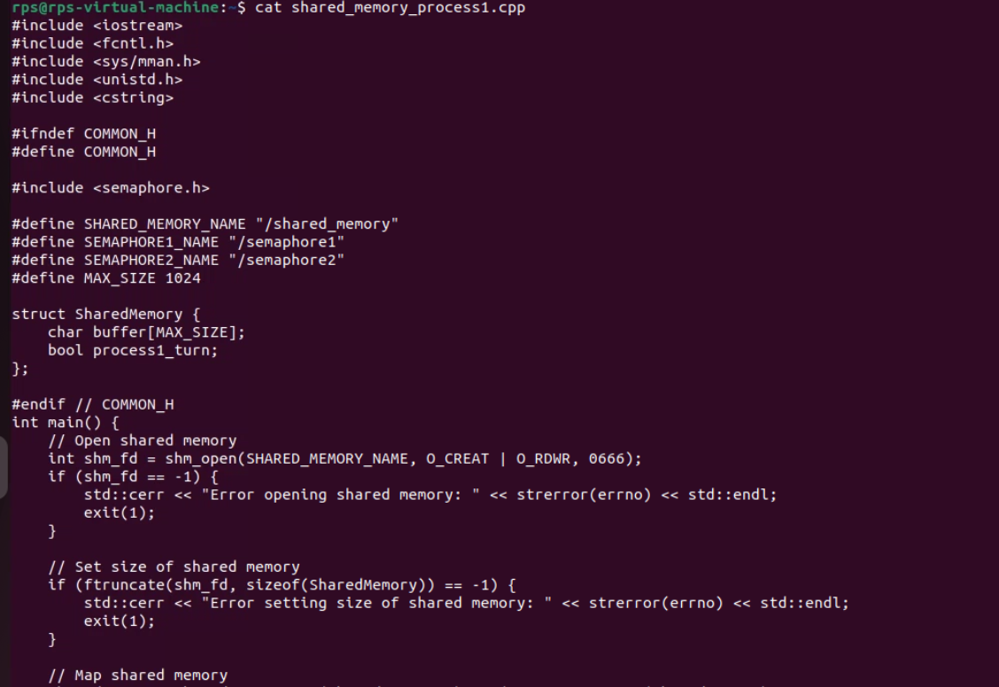 rps@rps-virtual-machine:~$ cat shared_memory_process1.cpp
#include <iostream>
#include <fcntl.h>
#include <sys/mman.h>
#include <unistd.h>
#include <cstring>

#ifndef COMMON_H
#define COMMON_H

#include <semaphore.h>

#define SHARED_MEMORY_NAME "/shared_memory"
#define SEMAPHORE1_NAME "/semaphore1"
#define SEMAPHORE2_NAME "/semaphore2"
#define MAX_SIZE 1024

struct SharedMemory {
    char buffer[MAX_SIZE];
    bool process1_turn;
};

#endif // COMMON_H
int main() {
    // Open shared memory
    int shm_fd = shm_open(SHARED_MEMORY_NAME, O_CREAT | O_RDWR, 0666);
    if (shm_fd == -1) {
        std::cerr << "Error opening shared memory: " << strerror(errno) << std::endl;
        exit(1);
    }

    // Set size of shared memory
    if (ftruncate(shm_fd, sizeof(SharedMemory)) == -1) {
        std::cerr << "Error setting size of shared memory: " << strerror(errno) << std::endl;
        exit(1);
    }

    // Map shared memory